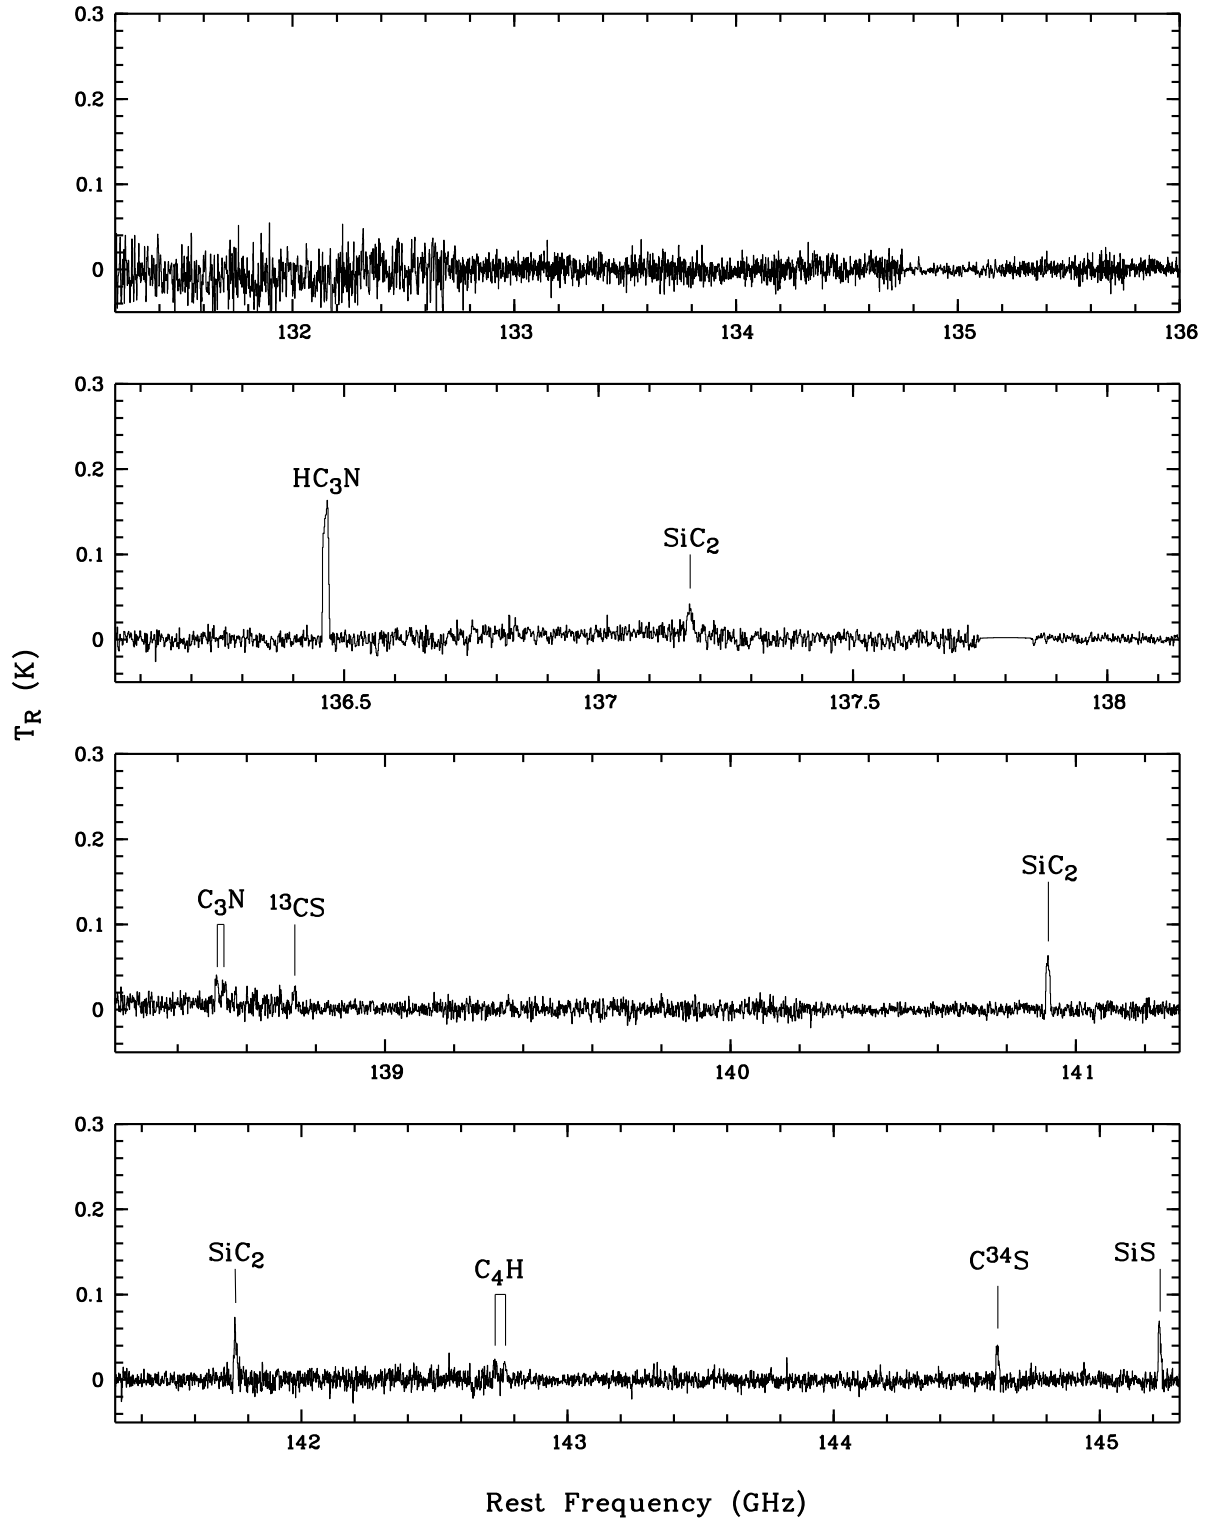 0.3
0.2
0.1
0
132 133 134 135 136
0.3
0.2
HC₃N
SiC₂
0.1
0
136.5 137 137.5 138
T_R (K)
0.3
0.2
SiC₂
C₃N ¹³CS
0.1
0
139 140 141
0.3
0.2
SiC₂ C₄H C³⁴S SiS
0.1
0
142 143 144 145
Rest Frequency (GHz)